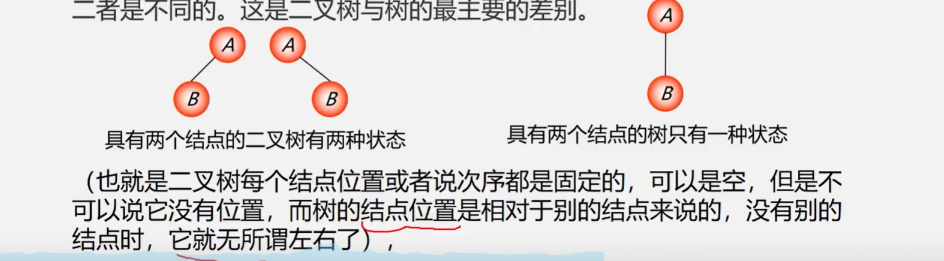 二者是不同的。这是二叉树与树的最主要的差别。
A A A
B B B
具有两个结点的二叉树有两种状态 具有两个结点的树只有一种状态
（也就是二叉树每个结点位置或者说次序都是固定的，可以是空，但是不
可以说它没有位置，而树的结点位置是相对于别的结点来说的，没有别的
结点时，它就无所谓左右了），